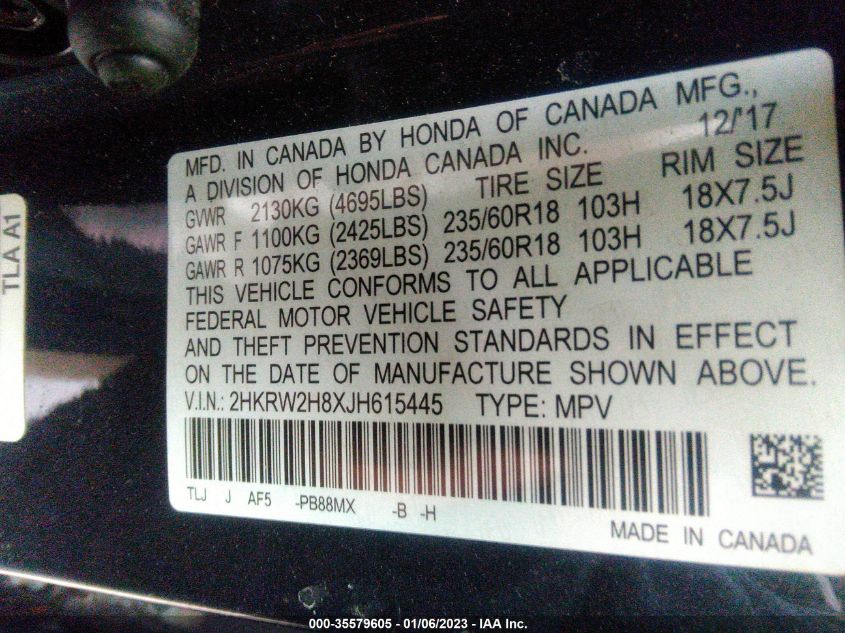 MFD. IN CANADA BY HONDA OF CANADA MFG.,
A DIVISION OF HONDA CANADA INC. 12/'17
GVWR 2130KG (4695LBS) TIRE SIZE RIM SIZE
GAWR F 1100KG (2425LBS) 235/60R18 103H 18X7.5J
GAWR R 1075KG (2369LBS) 235/60R18 103H 18X7.5J
THIS VEHICLE CONFORMS TO ALL APPLICABLE
FEDERAL MOTOR VEHICLE SAFETY
AND THEFT PREVENTION STANDARDS IN EFFECT
ON THE DATE OF MANUFACTURE SHOWN ABOVE.
V.I.N.: 2HKRW2H8XJH615445 TYPE: MPV
TLJ J AF5 -PB88MX -B -H
MADE IN CANADA
TLA A1
000-35579605 - 01/06/2023 - IAA Inc.